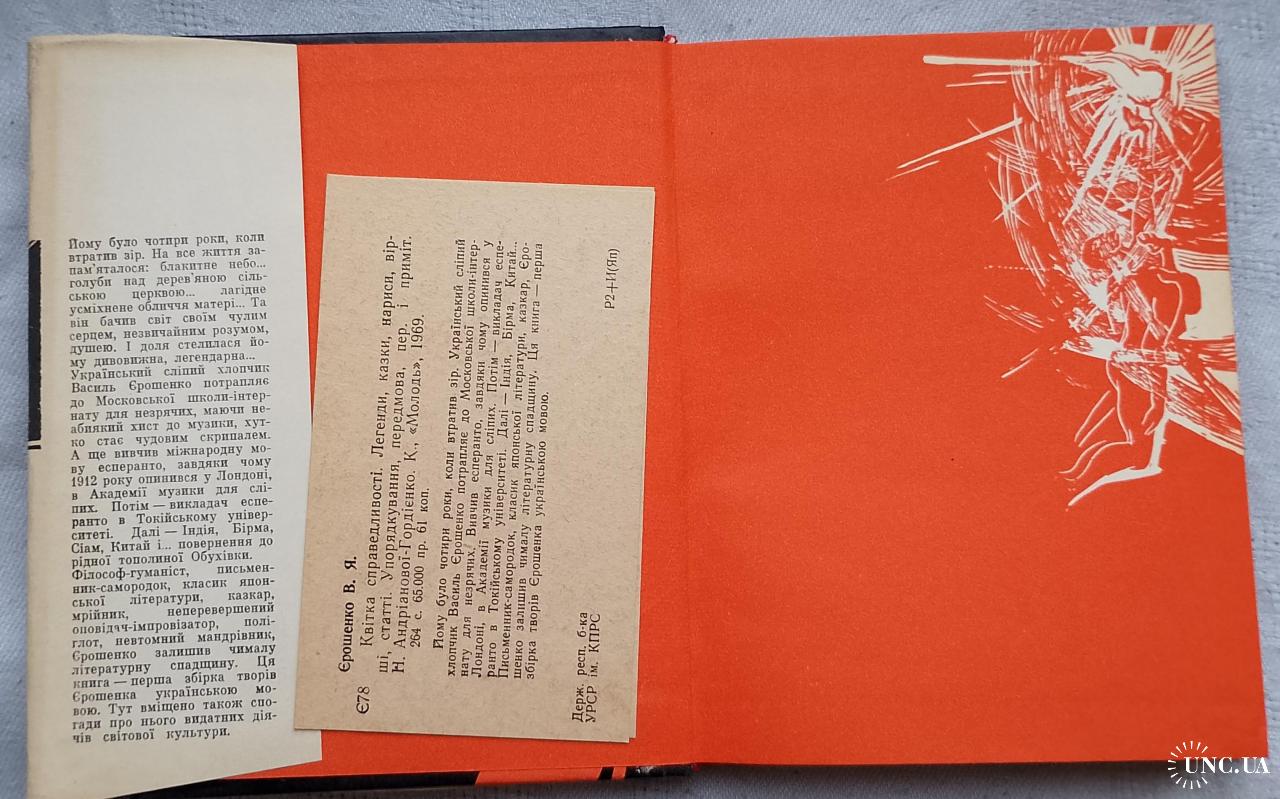 Йому було чотири роки, коли
втратив зір. На все життя за-
пам'яталося: блакитне небо...
голуби над дерев'яною сіль-
ською церквою... лагідне
усміхнене обличчя матері... Та
він бачив світ своїм чулим
серцем, незвичайним розумом,
душею. І доля стелилася йо-
му дивовижна, легендарна...
Український сліпий хлопчик
Василь Єрошенко потрапляє
до Московської школи-інтер-
нату для незрячих, маючи не-
абиякий хист до музики, хут-
ко стає чудовим скрипалем.
А ще вивчив міжнародну мо-
ву есперанто, завдяки чому
1912 року опинився у Лондоні,
в Академії музики для слі-
пих. Потім — викладач еспе-
ранто в Токійському універ-
ситеті. Далі — Індія, Бірма,
Сіам, Китай і... повернення до
рідної тополиної Обухівки.
Філософ-гуманіст, письмен-
ник-самородок, класик япон-
ської літератури, казкар,
мрійник, неперевершений
оповідач-імпровізатор, полі-
глот, невтомний мандрівник,
Єрошенко залишив чималу
літературну спадщину. Ця
книга — перша збірка творів
Єрошенка українською мо-
вою. Тут вміщено також спо-
гади про нього видатних дія-
чів світової культури.
Єрошенко В. Я.
Є78
Квітка справедливості. Легенди, казки, нариси, вір-
ші, статті. Упорядкування, передмова, пер. і приміт.
Н. Андріанової-Гордієнко. К., «Молодь», 1969.
264 с. 65.000 пр. 61 коп.
Йому було чотири роки, коли втратив зір. Український сліпий
хлопчик Василь Єрошенко потрапляє до Московської школи-інтер-
нату для незрячих. Вивчив есперанто, завдяки чому опинився у
Лондоні, в Академії музики для сліпих. Потім — викладач еспе-
ранто в Токійському університеті. Далі — Індія, Бірма, Китай...
Письменник-самородок, класик японської літератури, казкар, Єро-
шенко залишив чималу літературну спадщину. Ця книга — перша
збірка творів Єрошенка українською мовою.
Р2+И(Яп)
Держ. респ. б-ка
УРСР ім. КПРС
UNC.UA